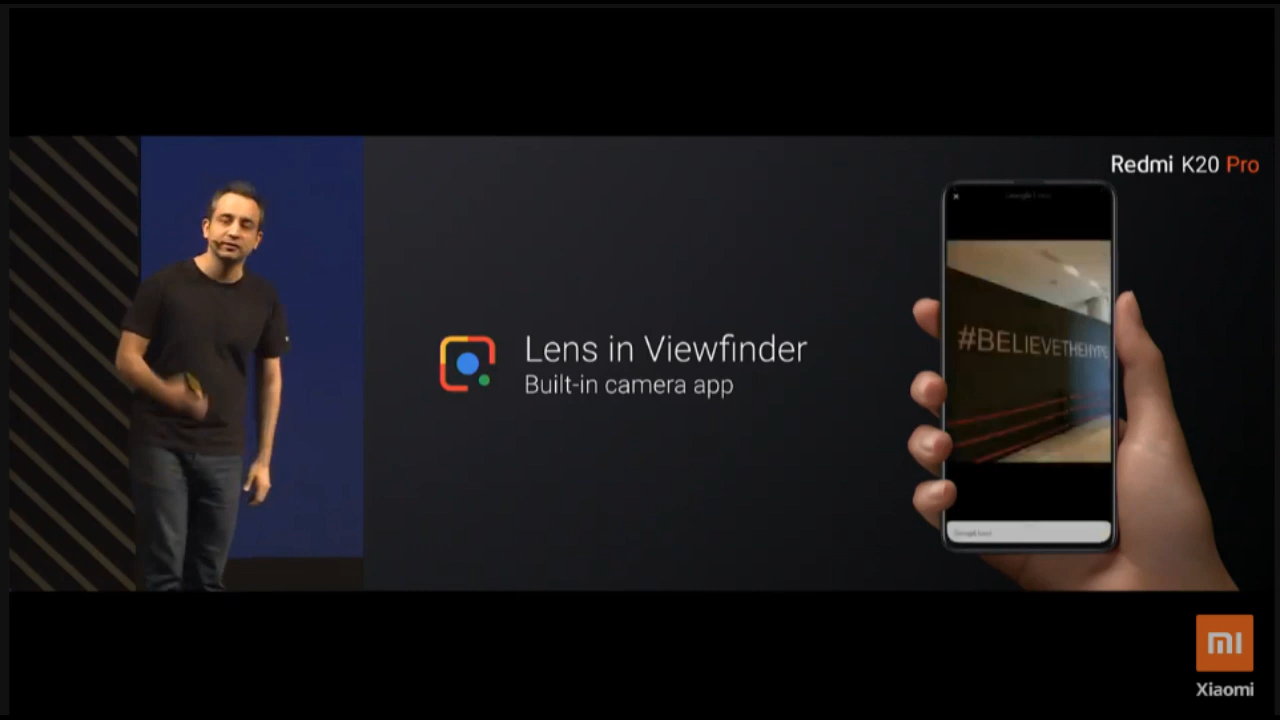 Redmi K20 Pro
Lens in Viewfinder
Built-in camera app
#BELIEVETHEHYPE
mi
Xiaomi